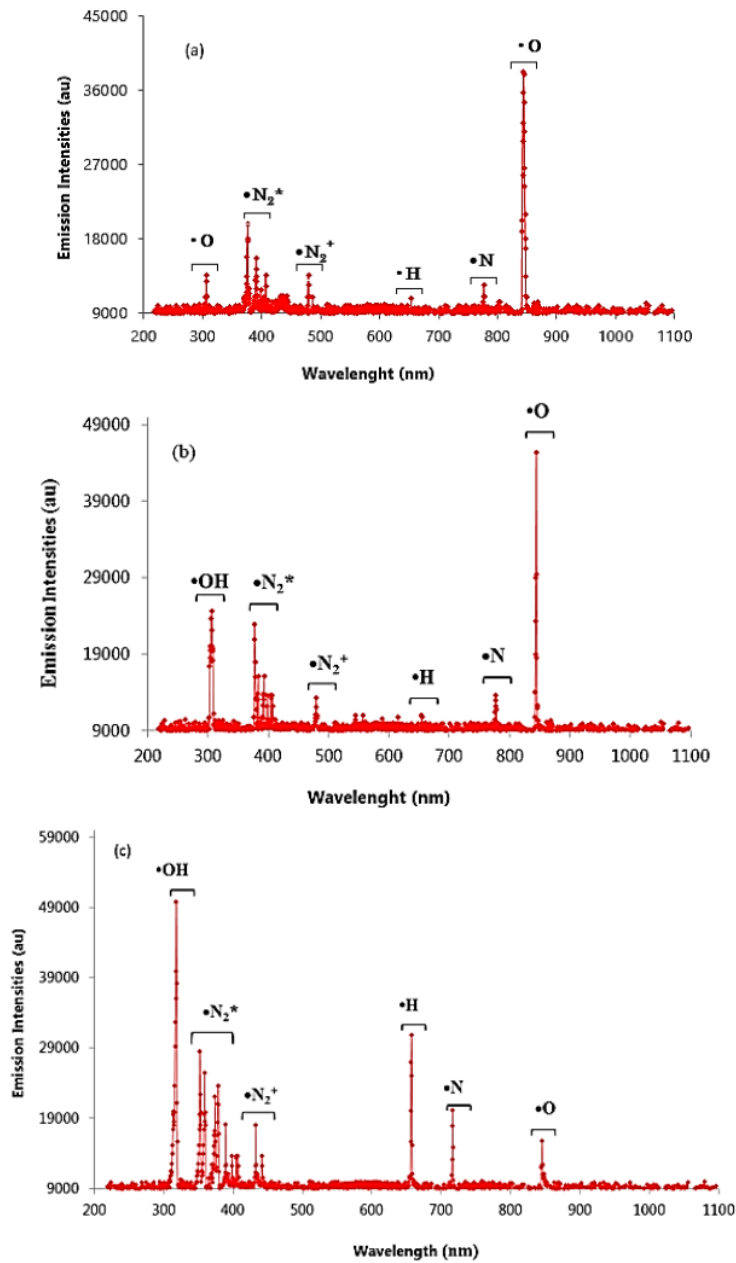 45000
(a)
• O
36000
27000
Emission Intensities (au)
•N₂*
18000
• O
•N₂⁺
• H
•N
9000
200 300 400 500 600 700 800 900 1000 1100
Wavelenght (nm)
•O
49000
(b)
39000
Emission Intensities (au)
29000
•OH •N₂*
19000
•N₂⁺
•H
•N
9000
200 300 400 500 600 700 800 900 1000 1100
Wavelenght (nm)
59000
(c)
•OH
49000
Emission Intensities (au)
39000
•N₂*
•H
29000
•N₂⁺
•N
•O
19000
9000
200 300 400 500 600 700 800 900 1000 1100
Wavelength (nm)